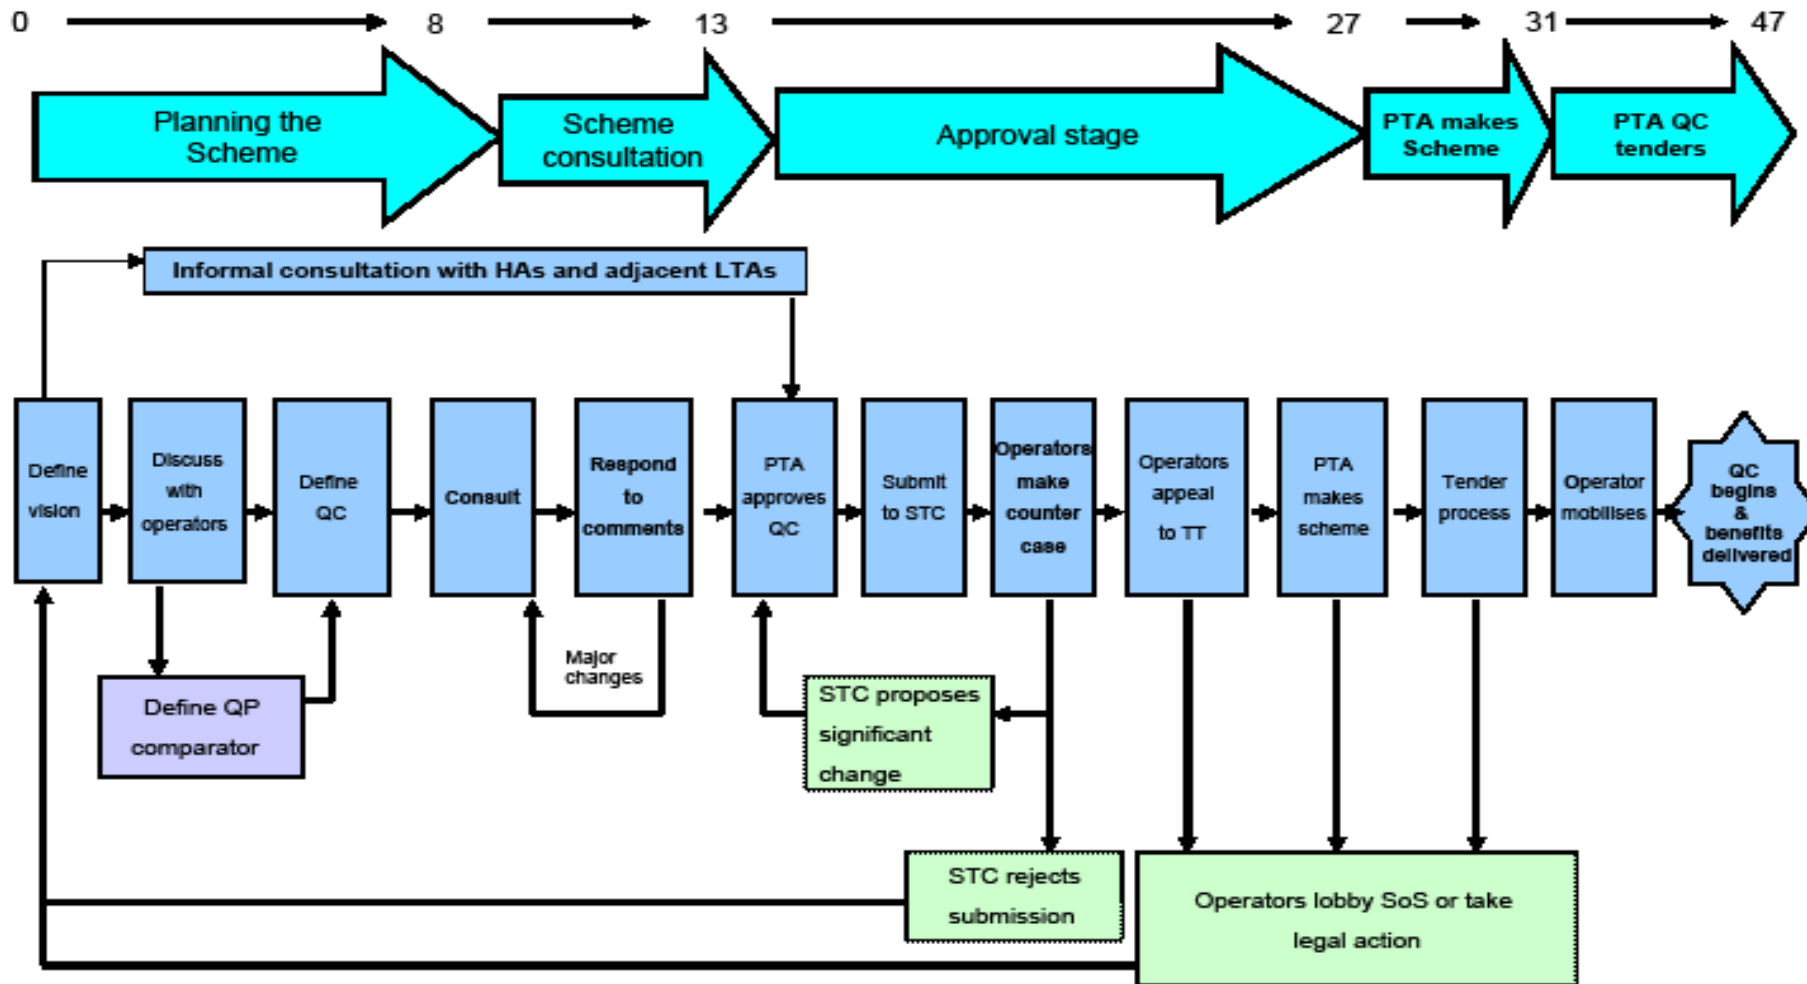 0 8 13 27 31 47
Planning the
Scheme
Scheme
consultation
Approval stage
PTA makes
Scheme
PTA QC
tenders
Informal consultation with HAs and adjacent LTAs
Define
vision
Discuss
with
operators
Define
QC
Consult
Respond
to
comments
PTA
approves
QC
Submit
to STC
Operators
make
counter
case
Operators
appeal
to TT
PTA
makes
scheme
Tender
process
Operator
mobilises
QC
begins
&
benefits
delivered
Define QP
comparator
Major
changes
STC proposes
significant
change
STC rejects
submission
Operators lobby SoS or take
legal action